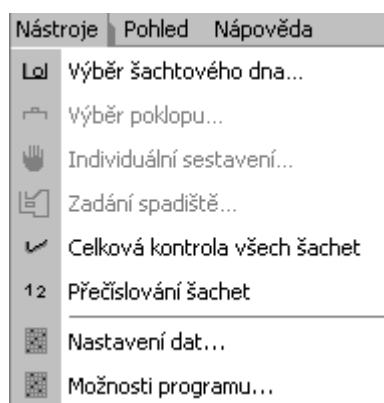 Nástroje Pohled Nápověda
Výběr šachtového dna...
Výběr poklopu...
Individuální sestavení...
Zadání spadiště...
Celková kontrola všech šachet
12 Přečíslování šachet
Nastavení dat...
Možnosti programu...